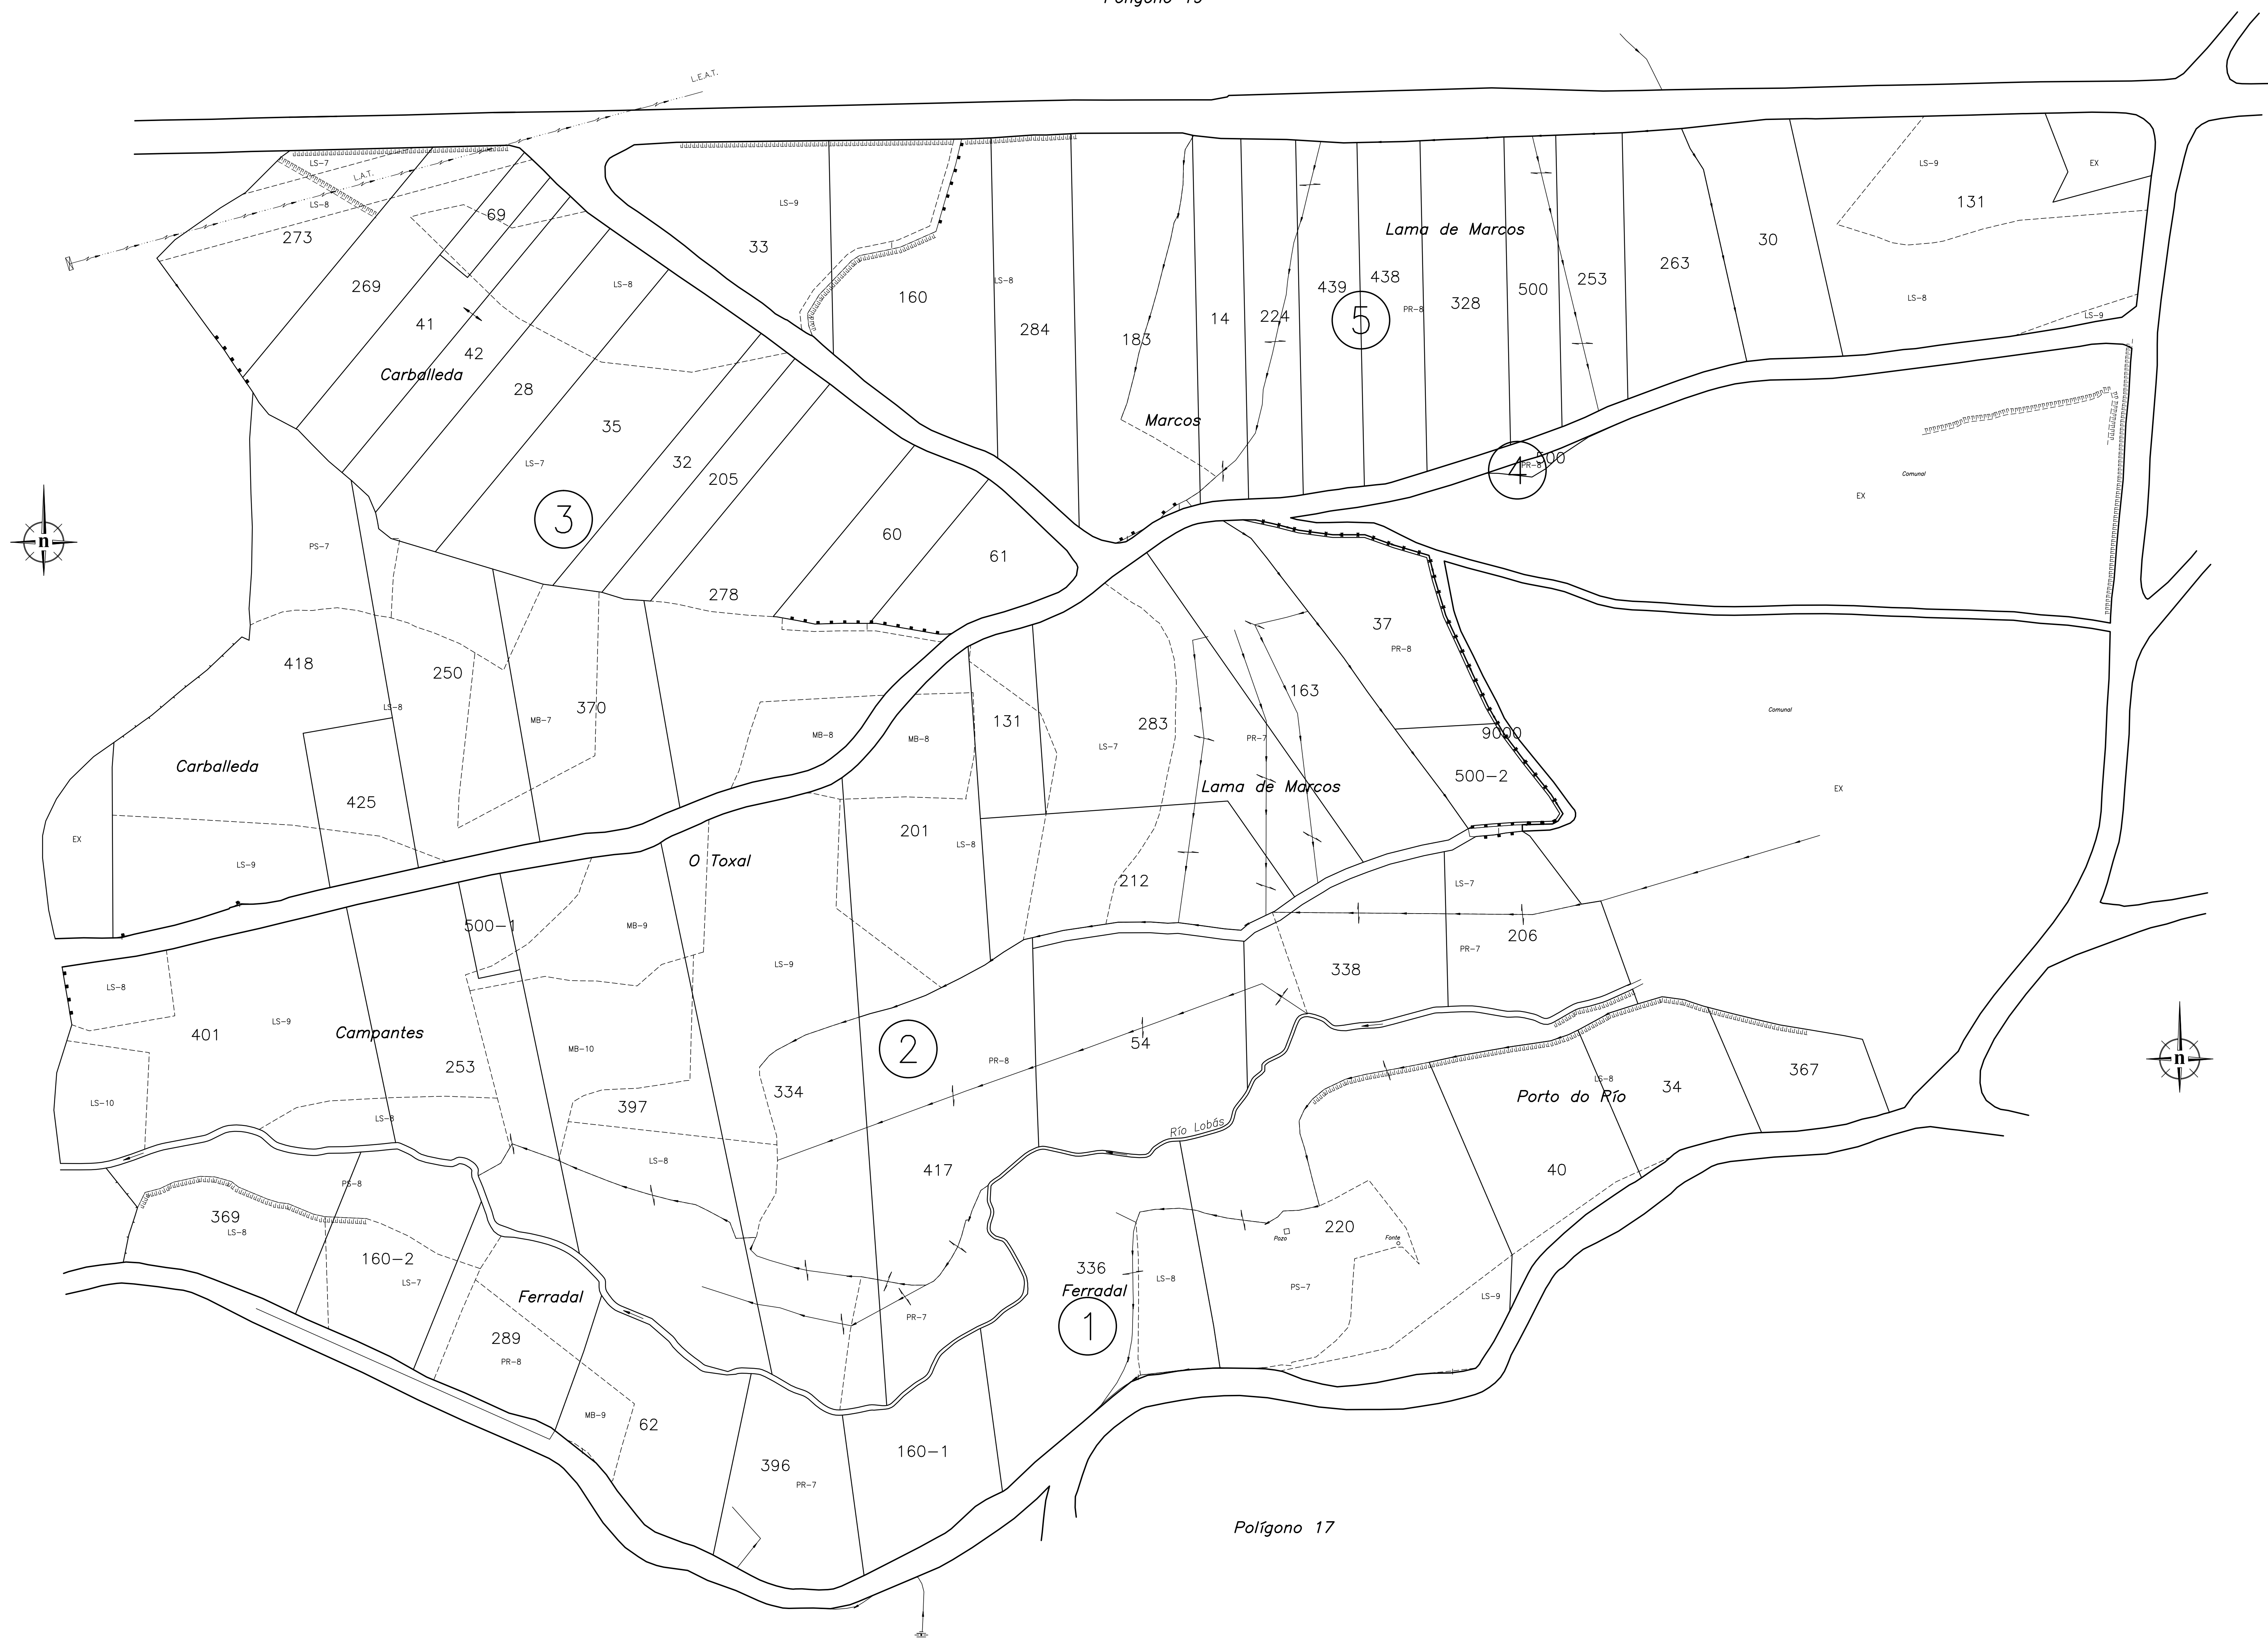 Polígono 15
L.E.A.T.
LS-7
L.A.T.
LS-8
273
69
LS-9
33
LS-9
131
EX
Lama de Marcos
30
263
253
500
328
438
439
PR-8
5
224
14
183
284
LS-8
160
269
LS-8
41
42
Carballeda
28
35
LS-7
32
205
3
60
61
278
Marcos
LS-8
LS-9
4
500
PR-8
Comunal
EX
PS-7
418
250
LS-8
370
MB-7
Carballeda
425
EX
LS-9
MB-8
MB-8
131
283
LS-7
PR-7
163
37
PR-8
9000
500-2
Lama de Marcos
Comunal
EX
201
LS-8
212
O Toxal
500-1
MB-9
LS-9
LS-7
206
PR-7
338
LS-8
401
LS-9
Campantes
253
MB-10
2
PR-8
54
334
397
LS-10
LS-8
LS-8
417
Río Lobás
Porto do Río
LS-8
34
367
40
PS-8
369
LS-8
160-2
LS-7
Ferradal
289
PR-8
MB-9
62
PR-7
336
Ferradal
1
LS-8
Pozo
220
Fonte
PS-7
LS-9
396
PR-7
160-1
Polígono 17
n
n